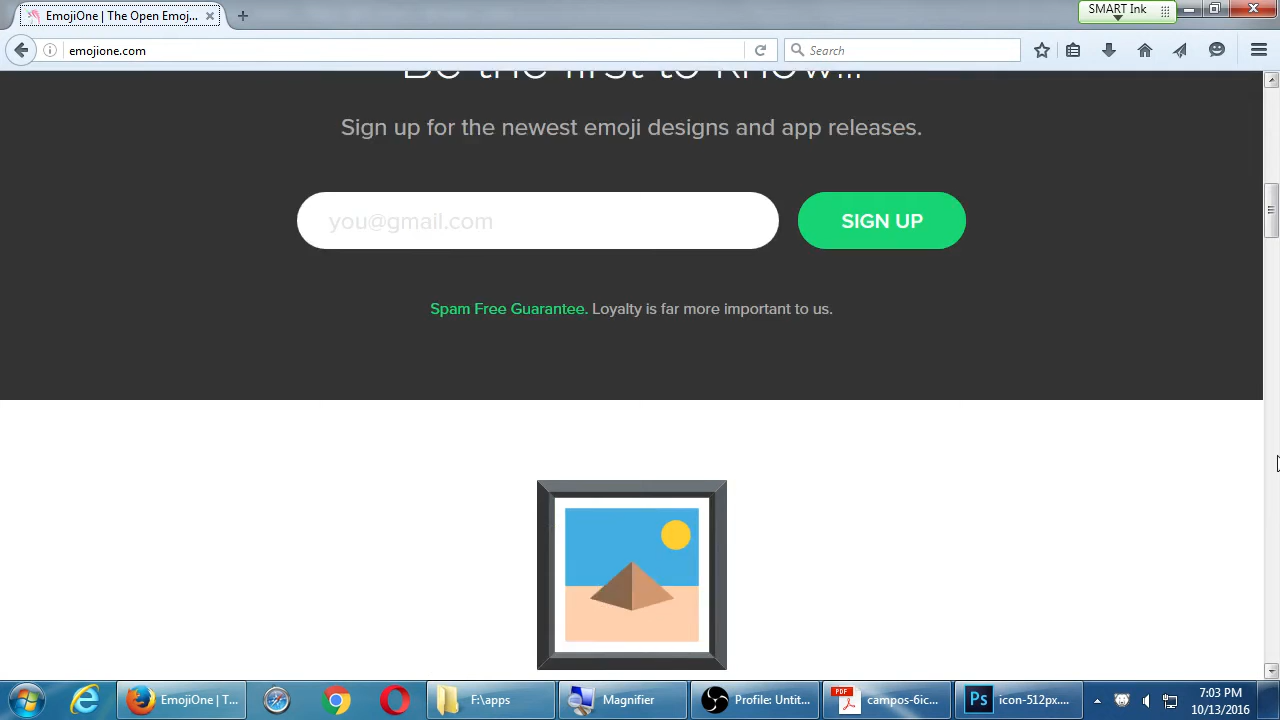 EmojiOne | The Open Emoj...
SMART Ink
emojione.com
Search
Be the first to know...
Sign up for the newest emoji designs and app releases.
you@gmail.com
SIGN UP
Spam Free Guarantee. Loyalty is far more important to us.
EmojiOne | T...
F:\apps
Magnifier
Profile: Untit...
PDF
campos-6ic...
Ps
icon-512px....
7:03 PM
10/13/2016